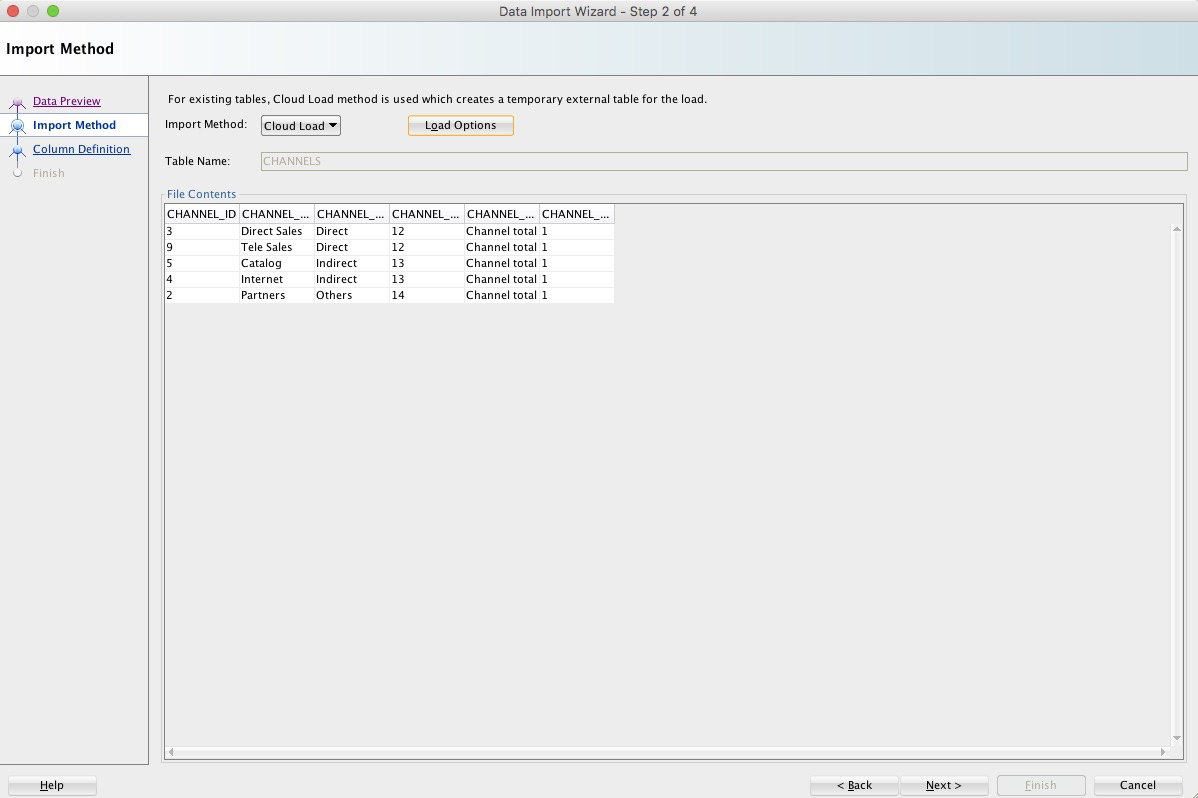 Data Import Wizard - Step 2 of 4
Import Method
Data Preview
Import Method
Column Definition
Finish
For existing tables, Cloud Load method is used which creates a temporary external table for the load.
Import Method: Cloud Load Load Options
Table Name: CHANNELS
File Contents
CHANNEL_ID CHANNEL_... CHANNEL_... CHANNEL_... CHANNEL_... CHANNEL_...
3 Direct Sales Direct 12 Channel total 1
9 Tele Sales Direct 12 Channel total 1
5 Catalog Indirect 13 Channel total 1
4 Internet Indirect 13 Channel total 1
2 Partners Others 14 Channel total 1
Help < Back Next > Finish Cancel